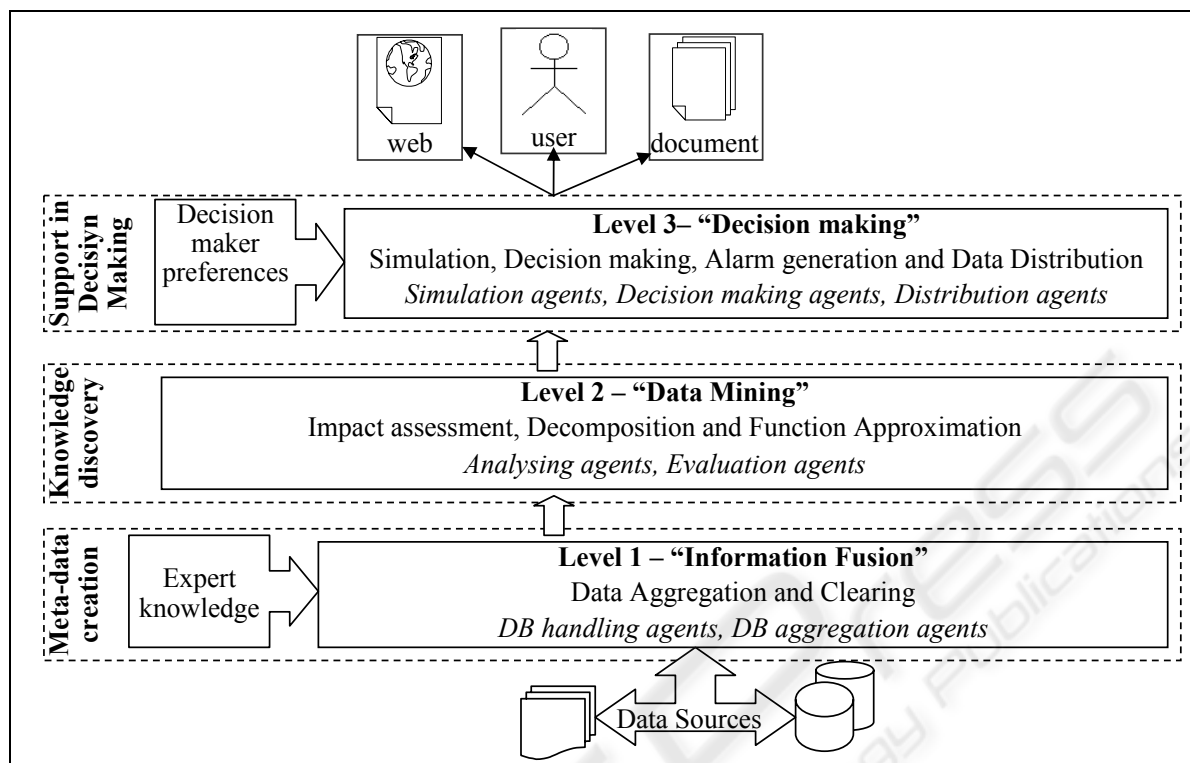 web
user
document
Support in
Decisiyn
Making
Decision
maker
preferences
Level 3– “Decision making”
Simulation, Decision making, Alarm generation and Data Distribution
Simulation agents, Decision making agents, Distribution agents
Knowledge
discovery
Level 2 – “Data Mining”
Impact assessment, Decomposition and Function Approximation
Analysing agents, Evaluation agents
Meta-data
creation
Expert
knowledge
Level 1 – “Information Fusion”
Data Aggregation and Clearing
DB handling agents, DB aggregation agents
Data Sources
Press
Publications